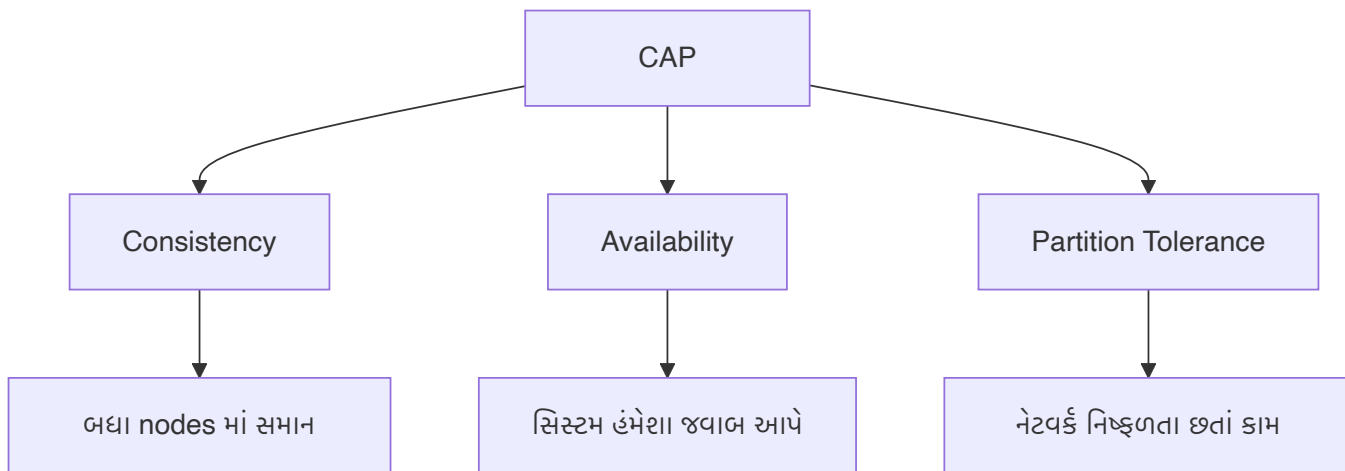 CAP
Consistency
Availability
Partition Tolerance
બધા nodes માં સમાન
સિસ્ટમ હંમેશા જવાબ આપે
નેટવર્ક નિષ્ફળતા છતાં કામ